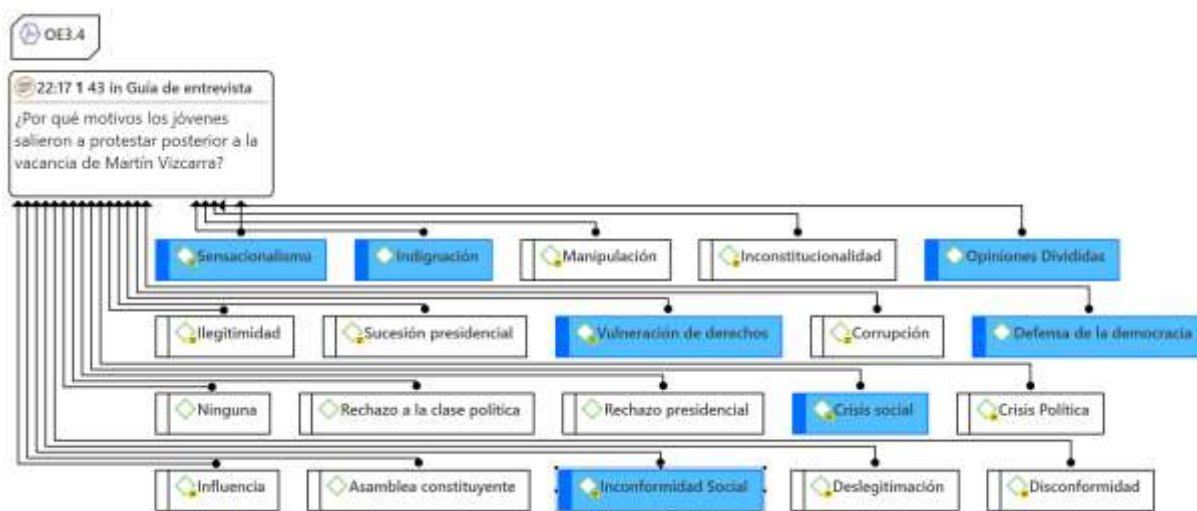 OE3.4
22:17 ¶ 43 in Guía de entrevista
¿Por qué motivos los jóvenes
salieron a protestar posterior a la
vacancia de Martín Vizcarra?
Sensacionalismo Indignación Manipulación Inconstitucionalidad Opiniones Divididas
Ilegitimidad Sucesión presidencial Vulneración de derechos Corrupción Defensa de la democracia
Ninguna Rechazo a la clase política Rechazo presidencial Crisis social Crisis Política
Influencia Asamblea constituyente Inconformidad Social Deslegitimación Disconformidad